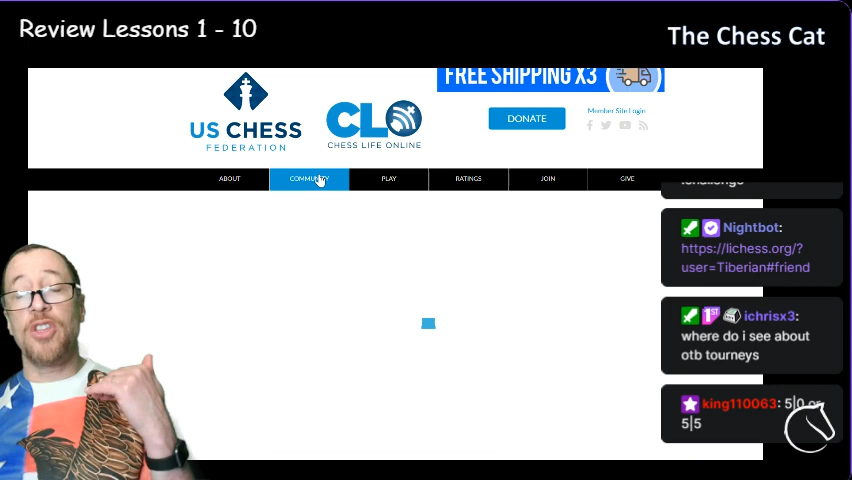 Review Lessons 1 - 10
The Chess Cat
FREE SHIPPING X3
US CHESS
FEDERATION
CLO
CHESS LIFE ONLINE
DONATE
Member Site Login
ABOUT
COMMUNITY
PLAY
RATINGS
JOIN
GIVE
!challenge
Nightbot:
https://lichess.org/?
user=Tiberian#friend
1ST
ichrisx3:
where do i see about
otb tourneys
king110063: 5|0 or
5|5